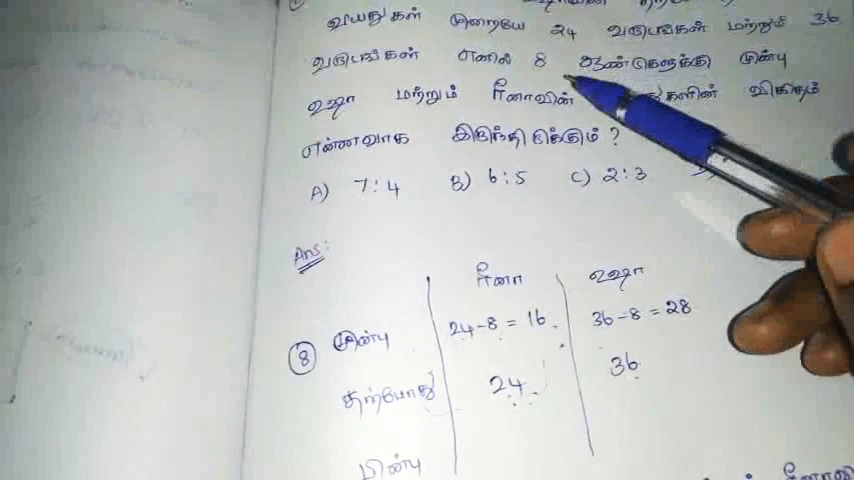 வயதுகள் முறையே 24 வருடங்கள் மற்றும் 36
வருடங்கள் எனில் 8 ஆண்டுகளுக்கு முன்பு
உஷா மற்றும் ரீனாவின் களின் விகிதம்
என்னவாக இருந்திருக்கும்?
A) 7:4 B) 6:5 C) 2:3
Ans:
ரீனா உஷா
8 முன்பு 24-8 = 16 36-8 = 28
தற்போது 24 36
பின்பு